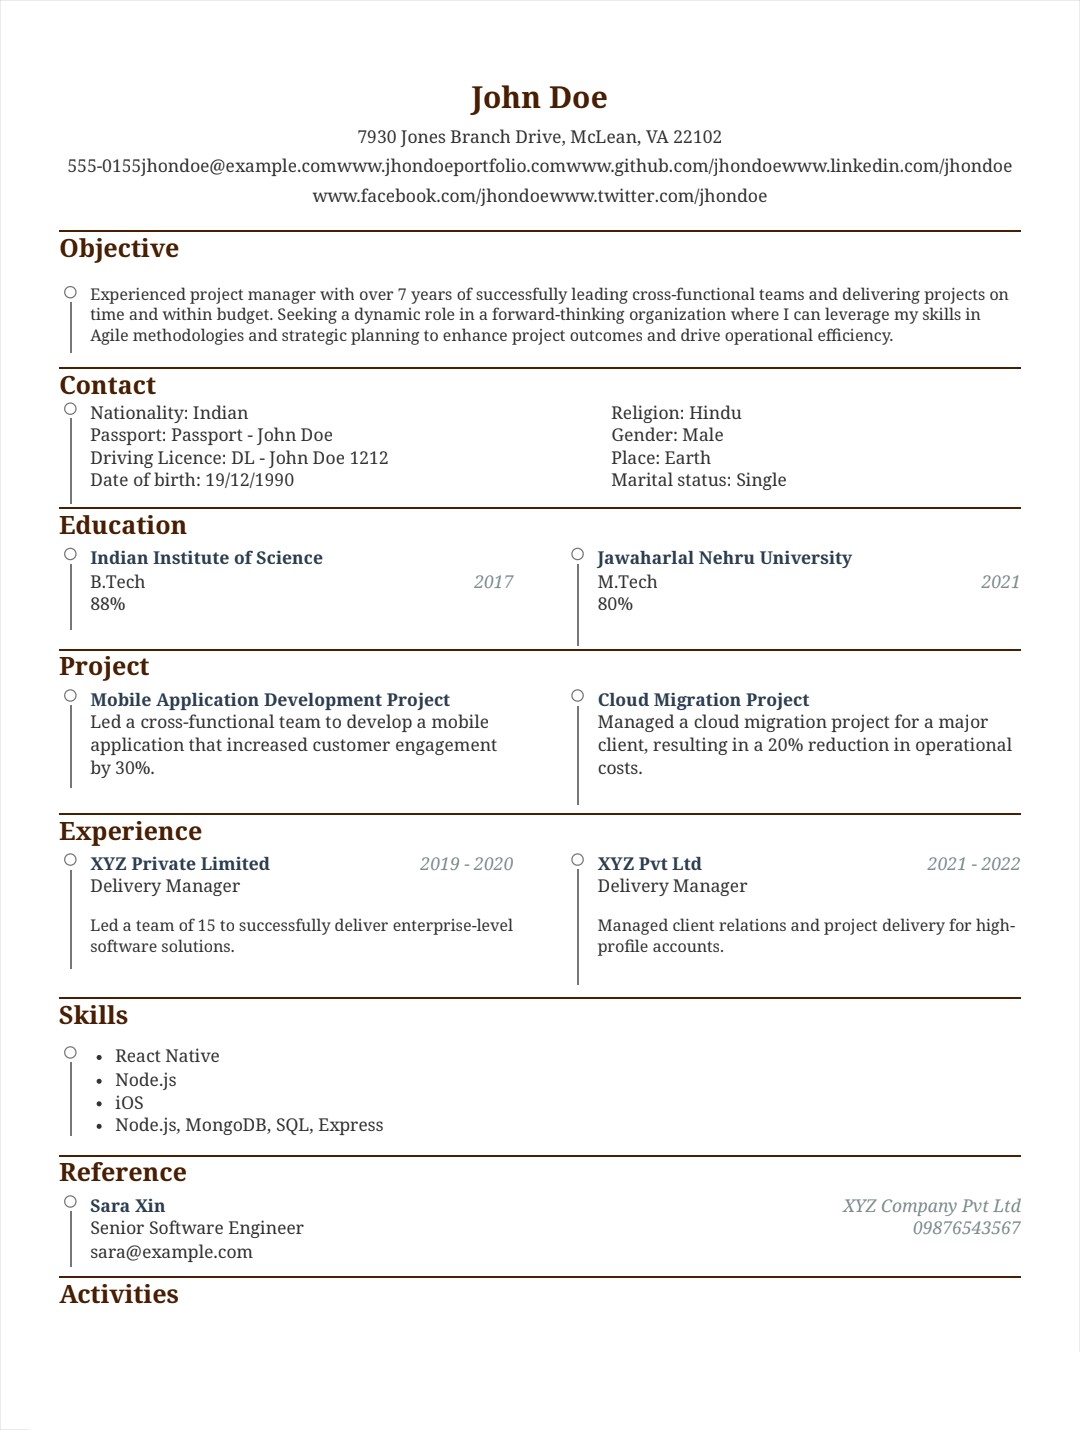 John Doe
7930 Jones Branch Drive, McLean, VA 22102
555-0155jhondoe@example.comwww.jhondoeportfolio.comwww.github.com/jhondoewww.linkedin.com/jhondoe
www.facebook.com/jhondoewww.twitter.com/jhondoe
Objective
Experienced project manager with over 7 years of successfully leading cross-functional teams and delivering projects on
time and within budget. Seeking a dynamic role in a forward-thinking organization where I can leverage my skills in
Agile methodologies and strategic planning to enhance project outcomes and drive operational efficiency.
Contact
Nationality: Indian
Passport: Passport - John Doe
Driving Licence: DL - John Doe 1212
Date of birth: 19/12/1990
Religion: Hindu
Gender: Male
Place: Earth
Marital status: Single
Education
Indian Institute of Science
B.Tech 2017
88%
Jawaharlal Nehru University
M.Tech 2021
80%
Project
Mobile Application Development Project
Led a cross-functional team to develop a mobile
application that increased customer engagement
by 30%.
Cloud Migration Project
Managed a cloud migration project for a major
client, resulting in a 20% reduction in operational
costs.
Experience
XYZ Private Limited 2019 - 2020
Delivery Manager
Led a team of 15 to successfully deliver enterprise-level
software solutions.
XYZ Pvt Ltd 2021 - 2022
Delivery Manager
Managed client relations and project delivery for high-
profile accounts.
Skills
• React Native
• Node.js
• iOS
• Node.js, MongoDB, SQL, Express
Reference
Sara Xin XYZ Company Pvt Ltd
Senior Software Engineer 09876543567
sara@example.com
Activities